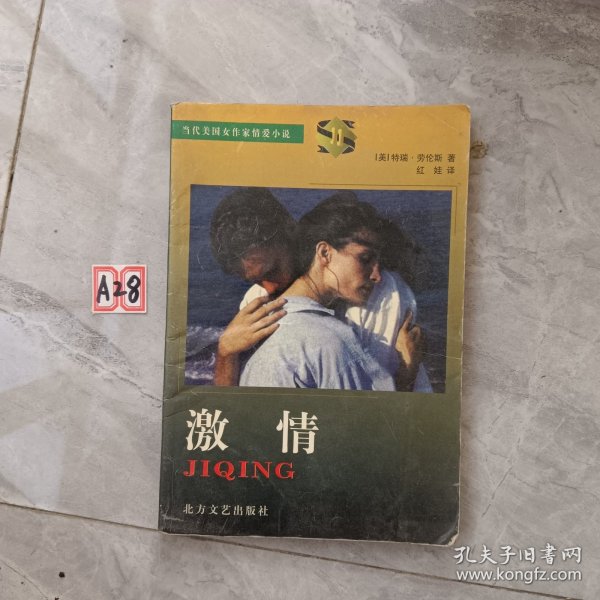 当代美国女作家情爱小说
[美]特瑞·劳伦斯 著
红 娃 译
A28
激 情
JIQING
北方文艺出版社
孔夫子旧书网
www.kongfz.com